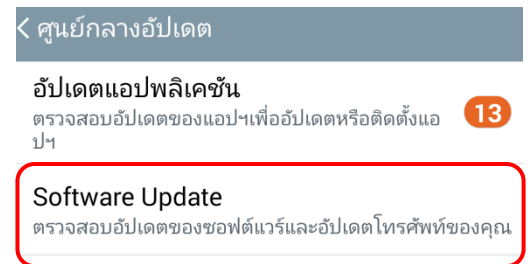 ศูนย์กลางอัปเดต
อัปเดตแอปพลิเคชัน
ตรวจสอบอัปเดตของแอปฯเพื่ออัปเดตหรือติดตั้งแอ
ปฯ
13
Software Update
ตรวจสอบอัปเดตของซอฟต์แวร์และอัปเดตโทรศัพท์ของคุณ